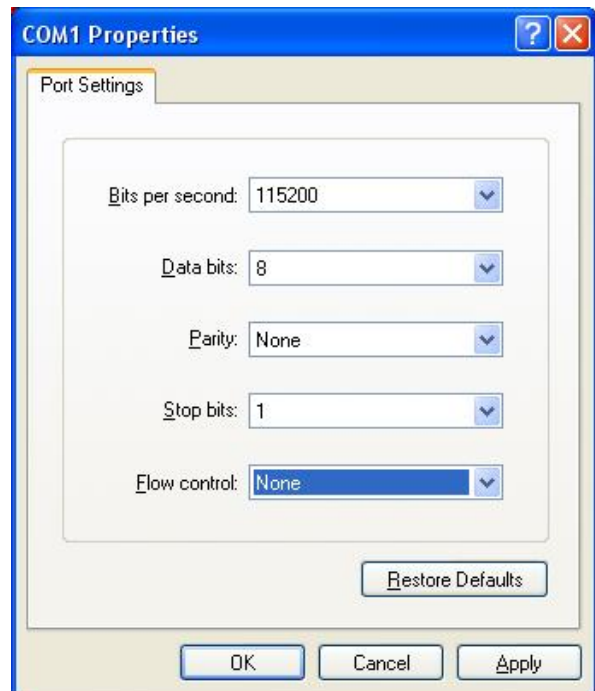 COM1 Properties
Port Settings
Bits per second: 115200
Data bits: 8
Parity: None
Stop bits: 1
Flow control: None
Restore Defaults
OK Cancel Apply